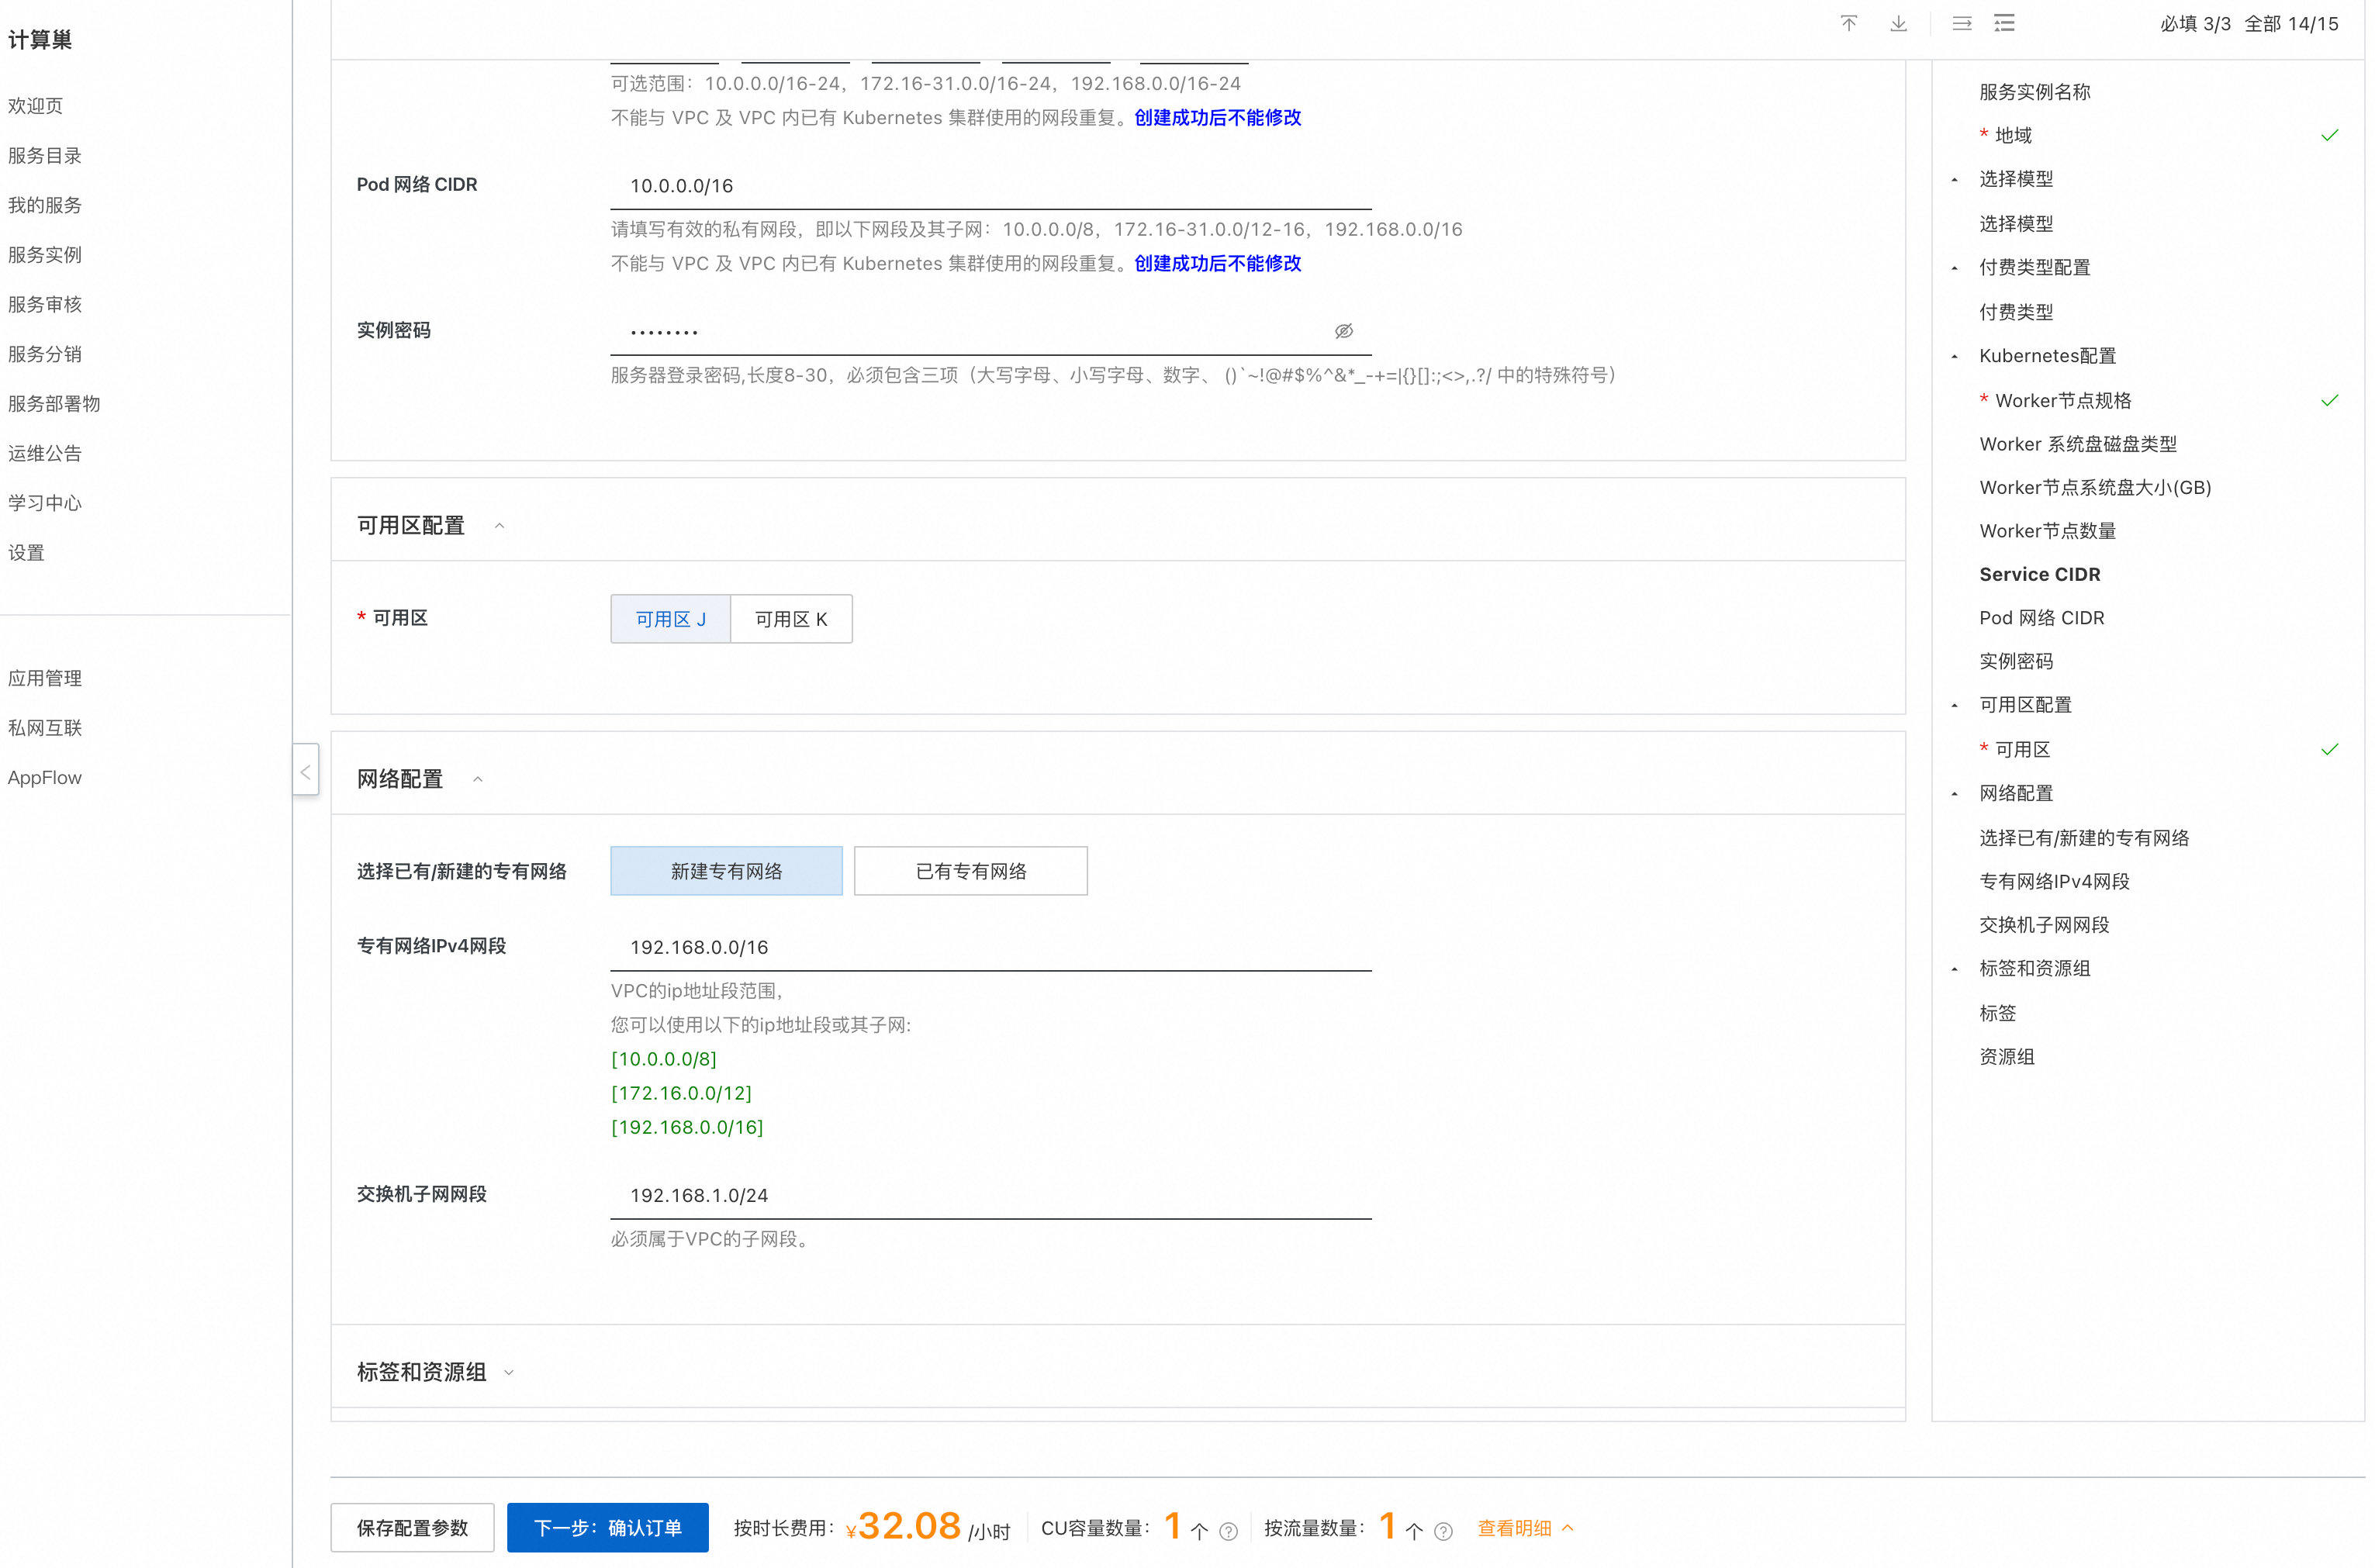 计算巢
欢迎页
服务目录
我的服务
服务实例
服务审核
服务分销
服务部署物
运维公告
学习中心
设置
应用管理
私网互联
AppFlow
必填 3/3 全部 14/15
可选范围：10.0.0.0/16-24，172.16-31.0.0/16-24，192.168.0.0/16-24
不能与 VPC 及 VPC 内已有 Kubernetes 集群使用的网段重复。创建成功后不能修改
Pod 网络 CIDR
10.0.0.0/16
请填写有效的私有网段，即以下网段及其子网：10.0.0.0/8，172.16-31.0.0/12-16，192.168.0.0/16
不能与 VPC 及 VPC 内已有 Kubernetes 集群使用的网段重复。创建成功后不能修改
实例密码
••••••••
服务器登录密码,长度8-30，必须包含三项（大写字母、小写字母、数字、 ()`~!@#$%^&*_-+=|{}[]:;<>,.?/ 中的特殊符号）
可用区配置
* 可用区
可用区 J
可用区 K
网络配置
选择已有/新建的专有网络
新建专有网络
已有专有网络
专有网络IPv4网段
192.168.0.0/16
VPC的ip地址段范围，
您可以使用以下的ip地址段或其子网:
[10.0.0.0/8]
[172.16.0.0/12]
[192.168.0.0/16]
交换机子网网段
192.168.1.0/24
必须属于VPC的子网段。
标签和资源组
服务实例名称
* 地域
选择模型
选择模型
付费类型配置
付费类型
Kubernetes配置
* Worker节点规格
Worker 系统盘磁盘类型
Worker节点系统盘大小(GB)
Worker节点数量
Service CIDR
Pod 网络 CIDR
实例密码
可用区配置
* 可用区
网络配置
选择已有/新建的专有网络
专有网络IPv4网段
交换机子网网段
标签和资源组
标签
资源组
保存配置参数
下一步：确认订单
按时长费用：¥32.08 /小时
CU容量数量：1 个 ?
按流量数量：1 个 ?
查看明细